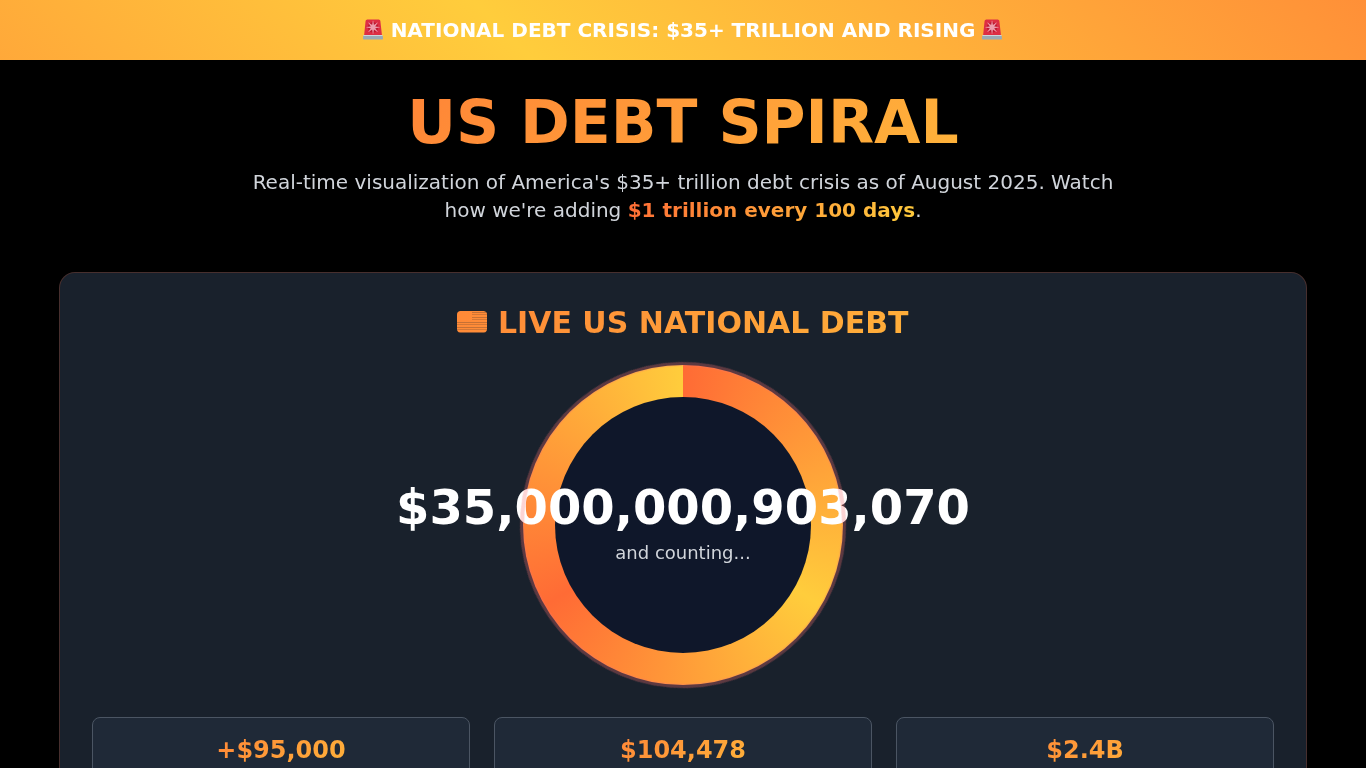 🚨 NATIONAL DEBT CRISIS: $35+ TRILLION AND RISING 🚨
US DEBT SPIRAL
Real-time visualization of America's $35+ trillion debt crisis as of August 2025. Watch
how we're adding $1 trillion every 100 days.
LIVE US NATIONAL DEBT
$35,000,000,903,070
and counting...
+$95,000
$104,478
$2.4B